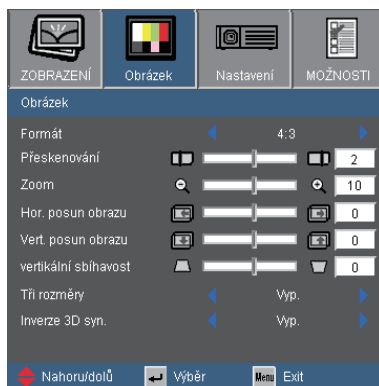 ZOBRAZENÍ Obrázek Nastavení MOŽNOSTI
Obrázek
Formát 4:3
Přeskenování 2
Zoom 10
Hor. posun obrazu 0
Vert. posun obrazu 0
vertikální sbíhavost 0
Tři rozměry Vyp.
Inverze 3D syn. Vyp.
Nahoru/dolů Výběr Menu Exit